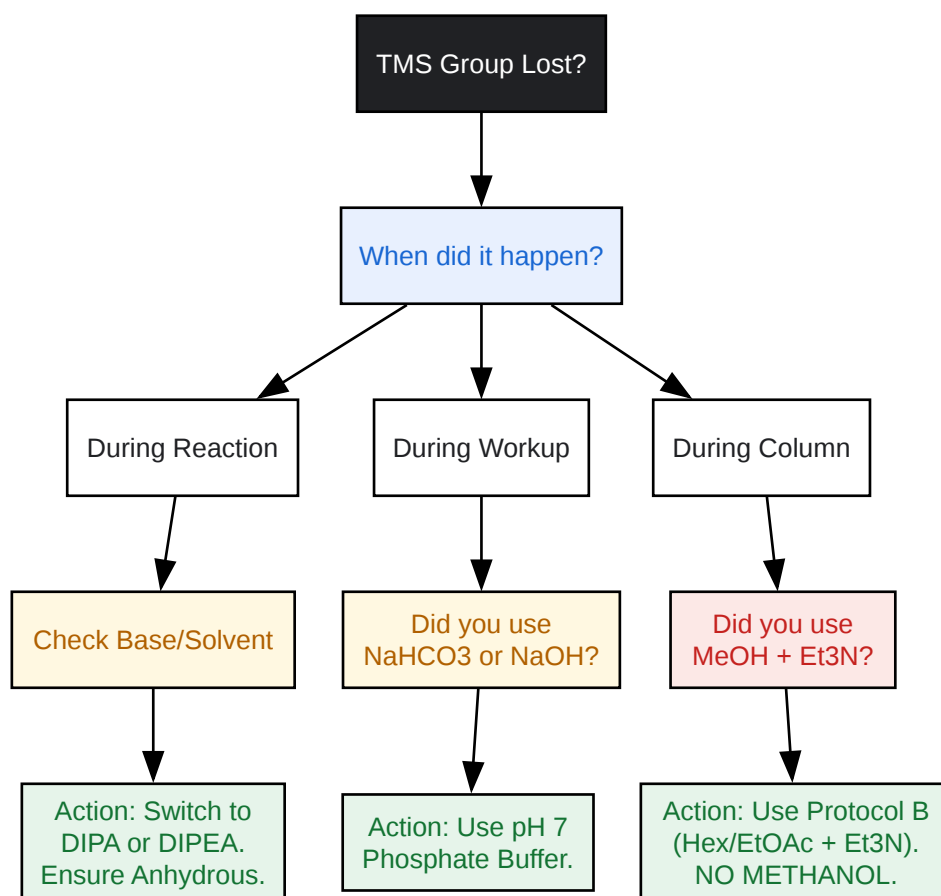 TMS Group Lost?
When did it happen?
During Reaction
During Workup
During Column
Check Base/Solvent
Did you use
NaHCO3 or NaOH?
Did you use
MeOH + Et3N?
Action: Switch to
DIPA or DIPEA.
Ensure Anhydrous.
Action: Use pH 7
Phosphate Buffer.
Action: Use Protocol B
(Hex/EtOAc + Et3N).
NO METHANOL.